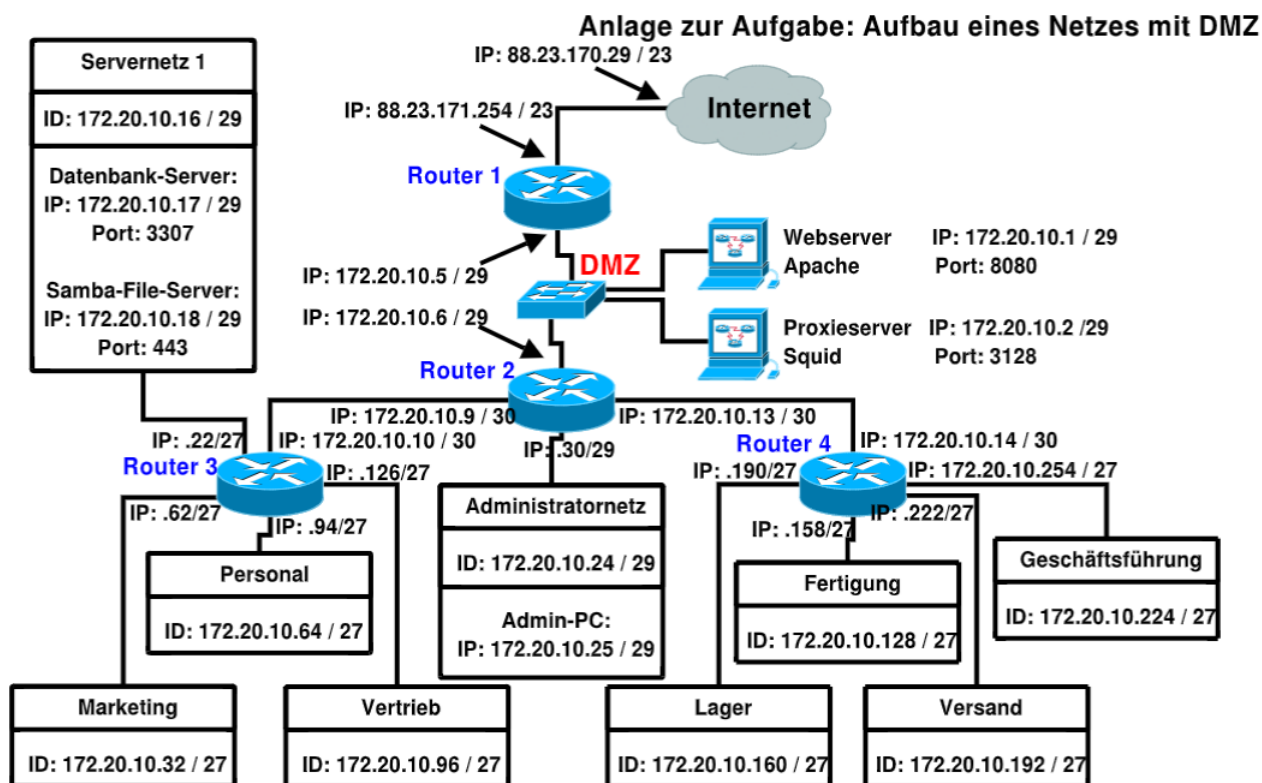 Anlage zur Aufgabe: Aufbau eines Netzes mit DMZ
IP: 88.23.170.29 / 23
Internet
IP: 88.23.171.254 / 23
Router 1
Servernetz 1
ID: 172.20.10.16 / 29
Datenbank-Server:
IP: 172.20.10.17 / 29
Port: 3307
Samba-File-Server:
IP: 172.20.10.18 / 29
Port: 443
IP: 172.20.10.5 / 29
DMZ
IP: 172.20.10.6 / 29
Webserver IP: 172.20.10.1 / 29
Apache Port: 8080
Proxieserver IP: 172.20.10.2 /29
Squid Port: 3128
Router 2
IP: 172.20.10.9 / 30
IP: 172.20.10.13 / 30
IP: .30/29
IP: .22/27
IP: 172.20.10.10 / 30
Router 3
IP: .126/27
IP: .62/27
IP: .94/27
Router 4
IP: 172.20.10.14 / 30
IP: .190/27
IP: 172.20.10.254 / 27
IP: .222/27
IP: .158/27
Administratornetz
ID: 172.20.10.24 / 29
Admin-PC:
IP: 172.20.10.25 / 29
Personal
ID: 172.20.10.64 / 27
Fertigung
ID: 172.20.10.128 / 27
Geschäftsführung
ID: 172.20.10.224 / 27
Marketing
ID: 172.20.10.32 / 27
Vertrieb
ID: 172.20.10.96 / 27
Lager
ID: 172.20.10.160 / 27
Versand
ID: 172.20.10.192 / 27